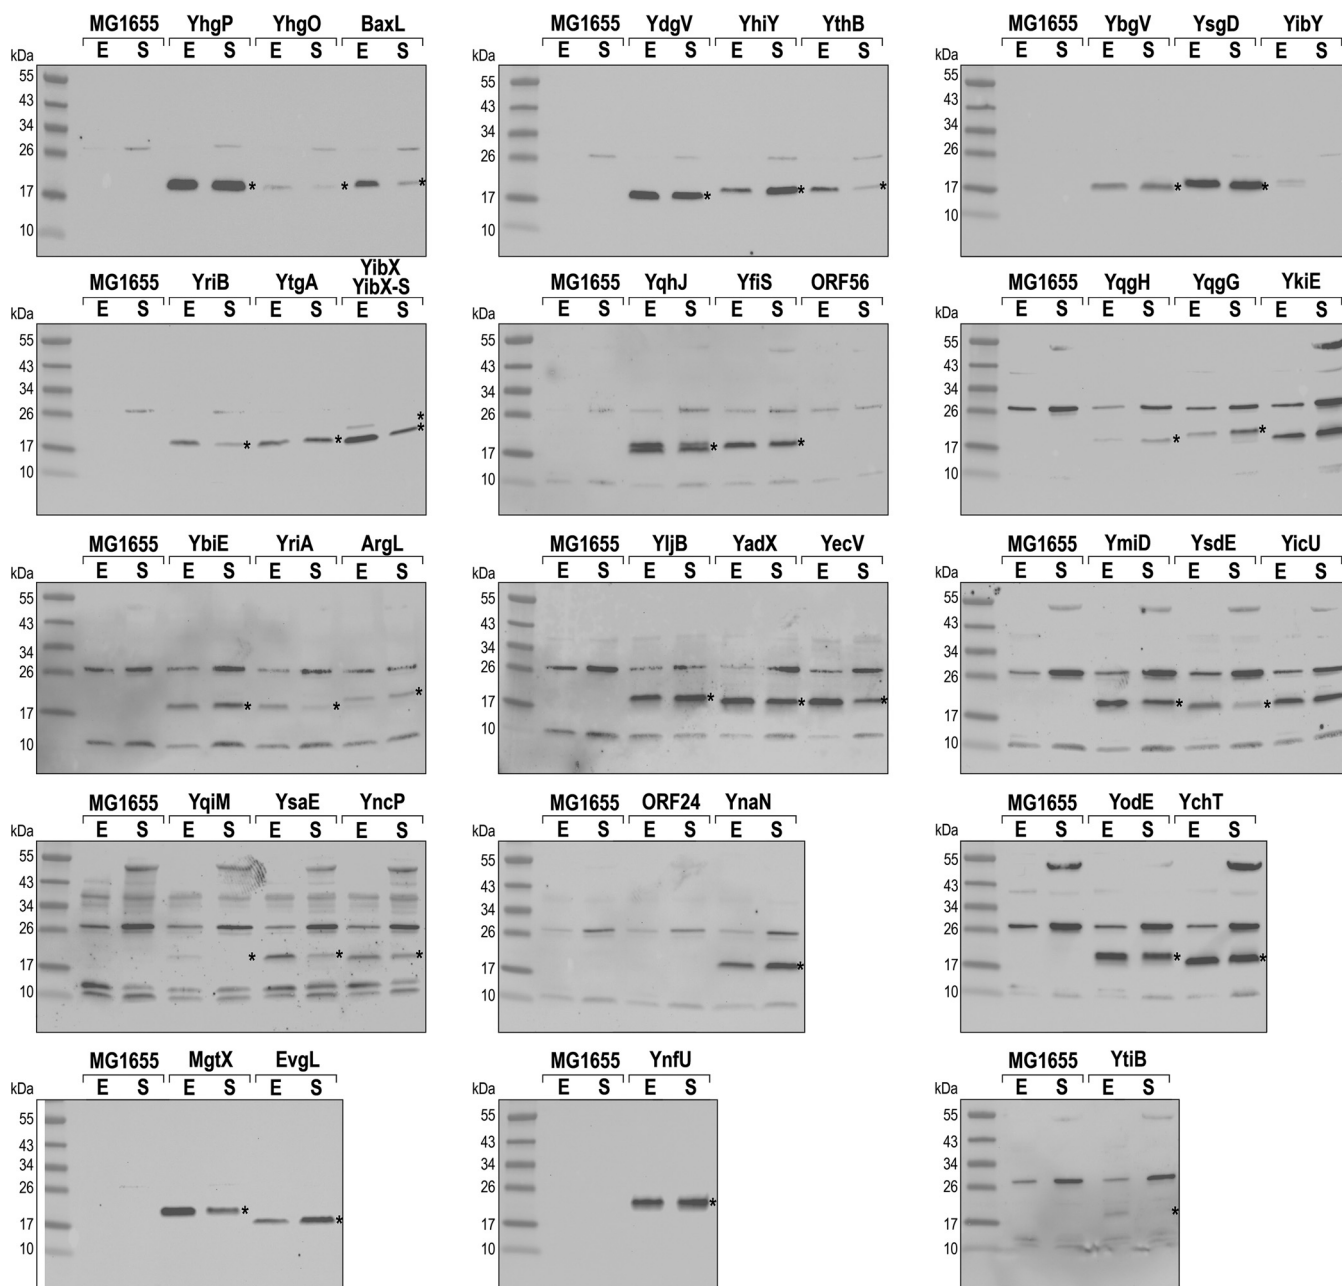 MG1655 YhgP YhgO BaxL
kDa E S E S E S E S
55
43
34
26
17 * * *
10
MG1655 YdgV YhiY YthB
kDa E S E S E S E S
55
43
34
26
17 * * *
10
MG1655 YbgV YsgD YibY
kDa E S E S E S E S
55
43
34
26
17 * *
10
MG1655 YriB YtgA YibX
YibX-S
kDa E S E S E S E S
55
43
34
26 *
17 * * *
10
MG1655 YqhJ YfiS ORF56
kDa E S E S E S E S
55
43
34
26
17 * *
10
MG1655 YqgH YqgG YkiE
kDa E S E S E S E S
55
43
34
26
17 * *
10
MG1655 YbiE YriA ArgL
kDa E S E S E S E S
55
43
34
26
17 * * *
10
MG1655 YljB YadX YecV
kDa E S E S E S E S
55
43
34
26
17 * * *
10
MG1655 YmiD YsdE YicU
kDa E S E S E S E S
55
43
34
26
17 * *
10
MG1655 YqiM YsaE YncP
kDa E S E S E S E S
55
43
34
26
17 * * *
10
MG1655 ORF24 YnaN
kDa E S E S E S
55
43
34
26
17 *
10
MG1655 YodE YchT
kDa E S E S E S
55
43
34
26
17 * *
10
MG1655 MgtX EvgL
kDa E S E S E S
55
43
34
26
17 * *
10
MG1655 YnfU
kDa E S E S
55
43
34
26
17 *
10
MG1655 YtiB
kDa E S E S
55
43
34
26
17 *
10